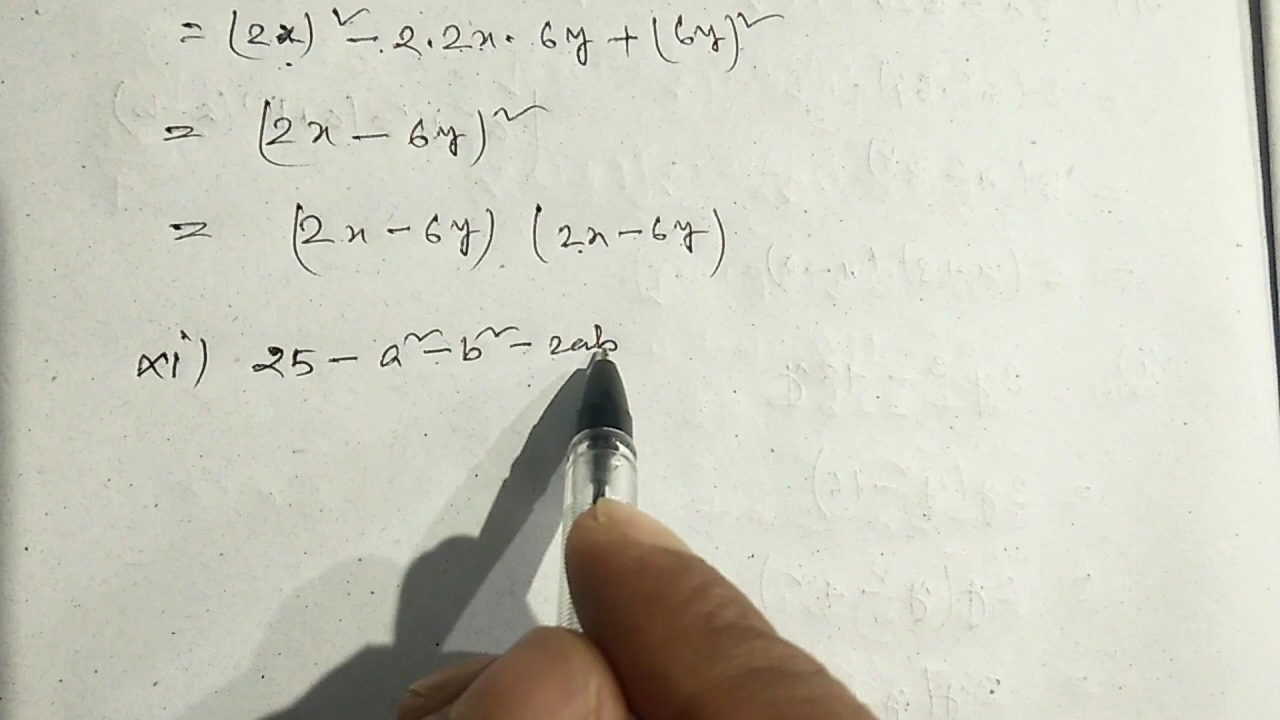 = (2x)² - 2.2x. 6y + (6y)²
= (2x - 6y)²
= (2x - 6y) (2x - 6y)
xi) 25 - a² - b² - 2ab